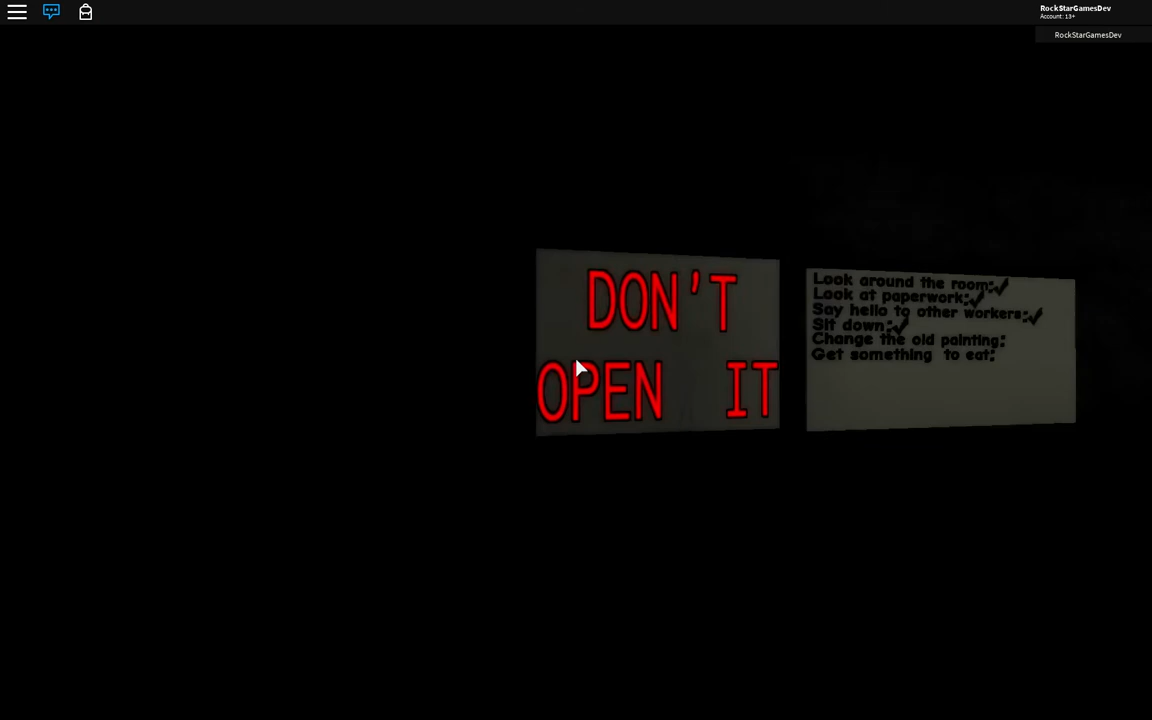 RockStarGamesDev
Account: 13+
RockStarGamesDev
DON'T
OPEN IT
Look around the room:✓
Look at paperwork:✓
Say hello to other workers:✓
Sit down:✓
Change the old painting:
Get something to eat: